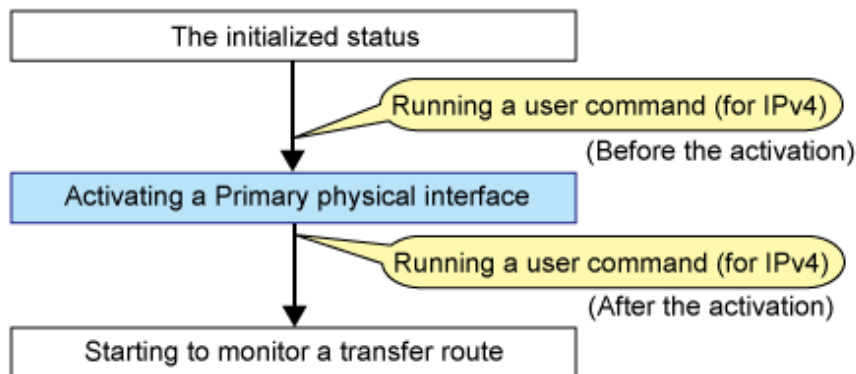 The initialized status
Running a user command (for IPv4)
(Before the activation)
Activating a Primary physical interface
Running a user command (for IPv4)
(After the activation)
Starting to monitor a transfer route